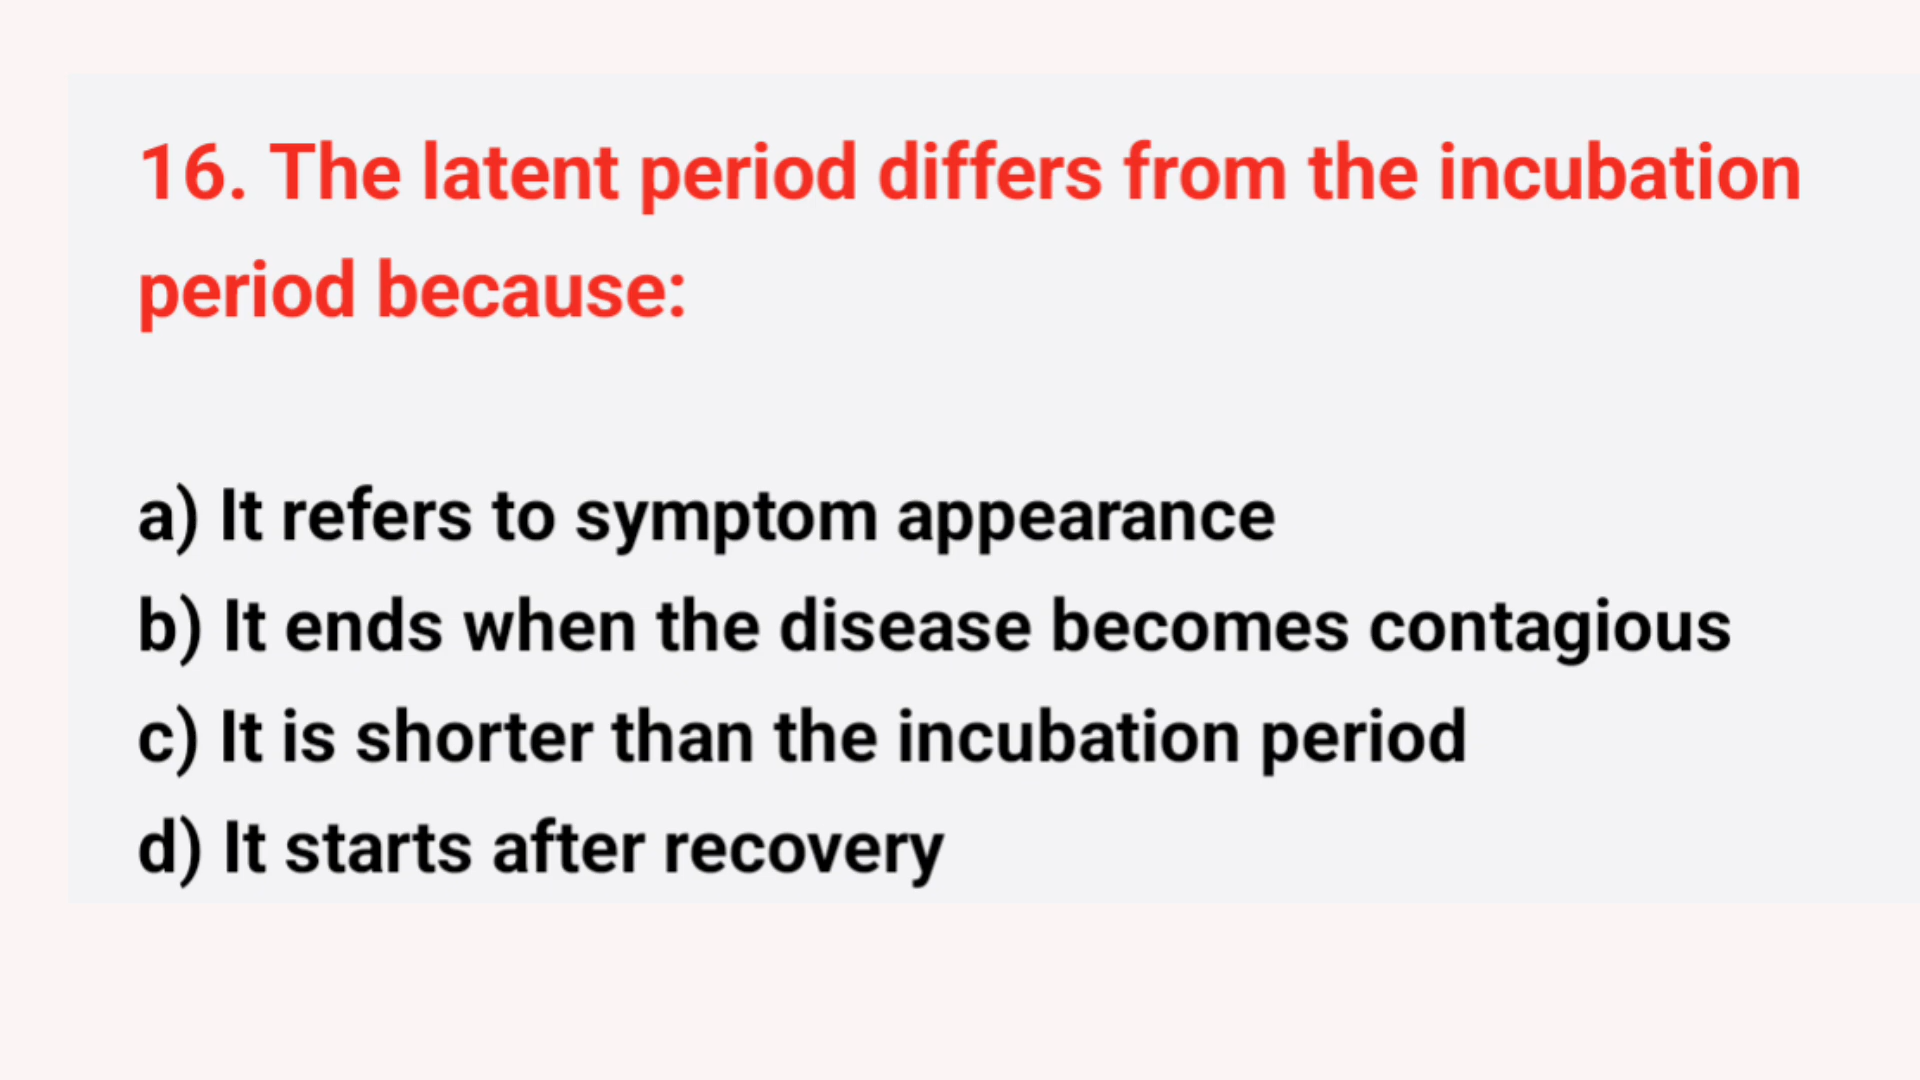 16. The latent period differs from the incubation
period because:
a) It refers to symptom appearance
b) It ends when the disease becomes contagious
c) It is shorter than the incubation period
d) It starts after recovery